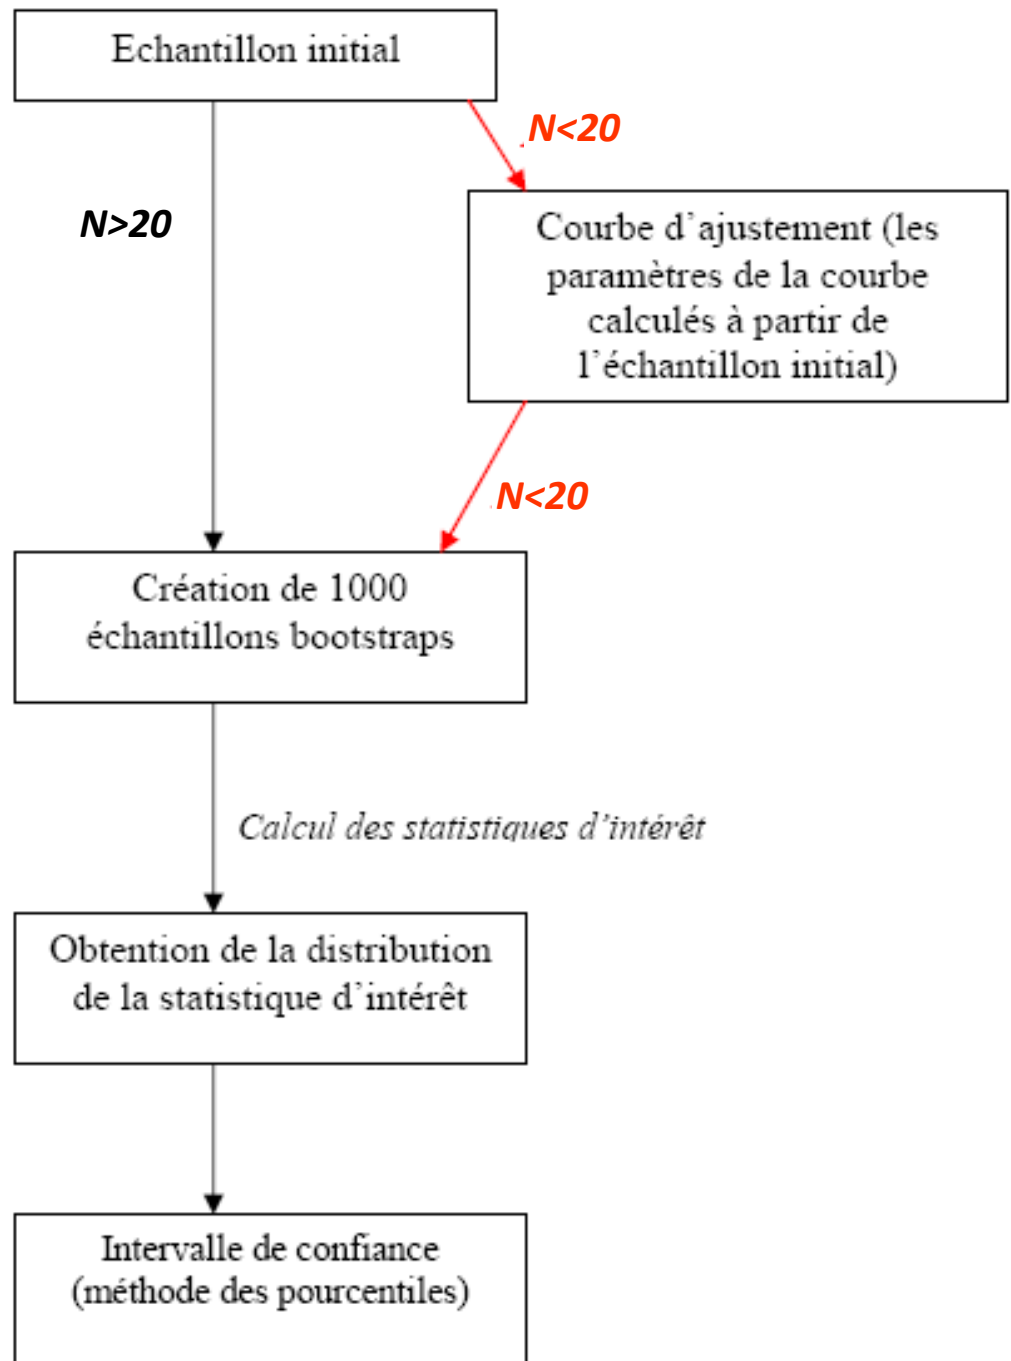 Echantillon initial
N<20
N>20
Courbe d'ajustement (les
paramètres de la courbe
calculés à partir de
l'échantillon initial)
N<20
Création de 1000
échantillons bootstraps
Calcul des statistiques d'intérêt
Obtention de la distribution
de la statistique d'intérêt
Intervalle de confiance
(méthode des pourcentiles)